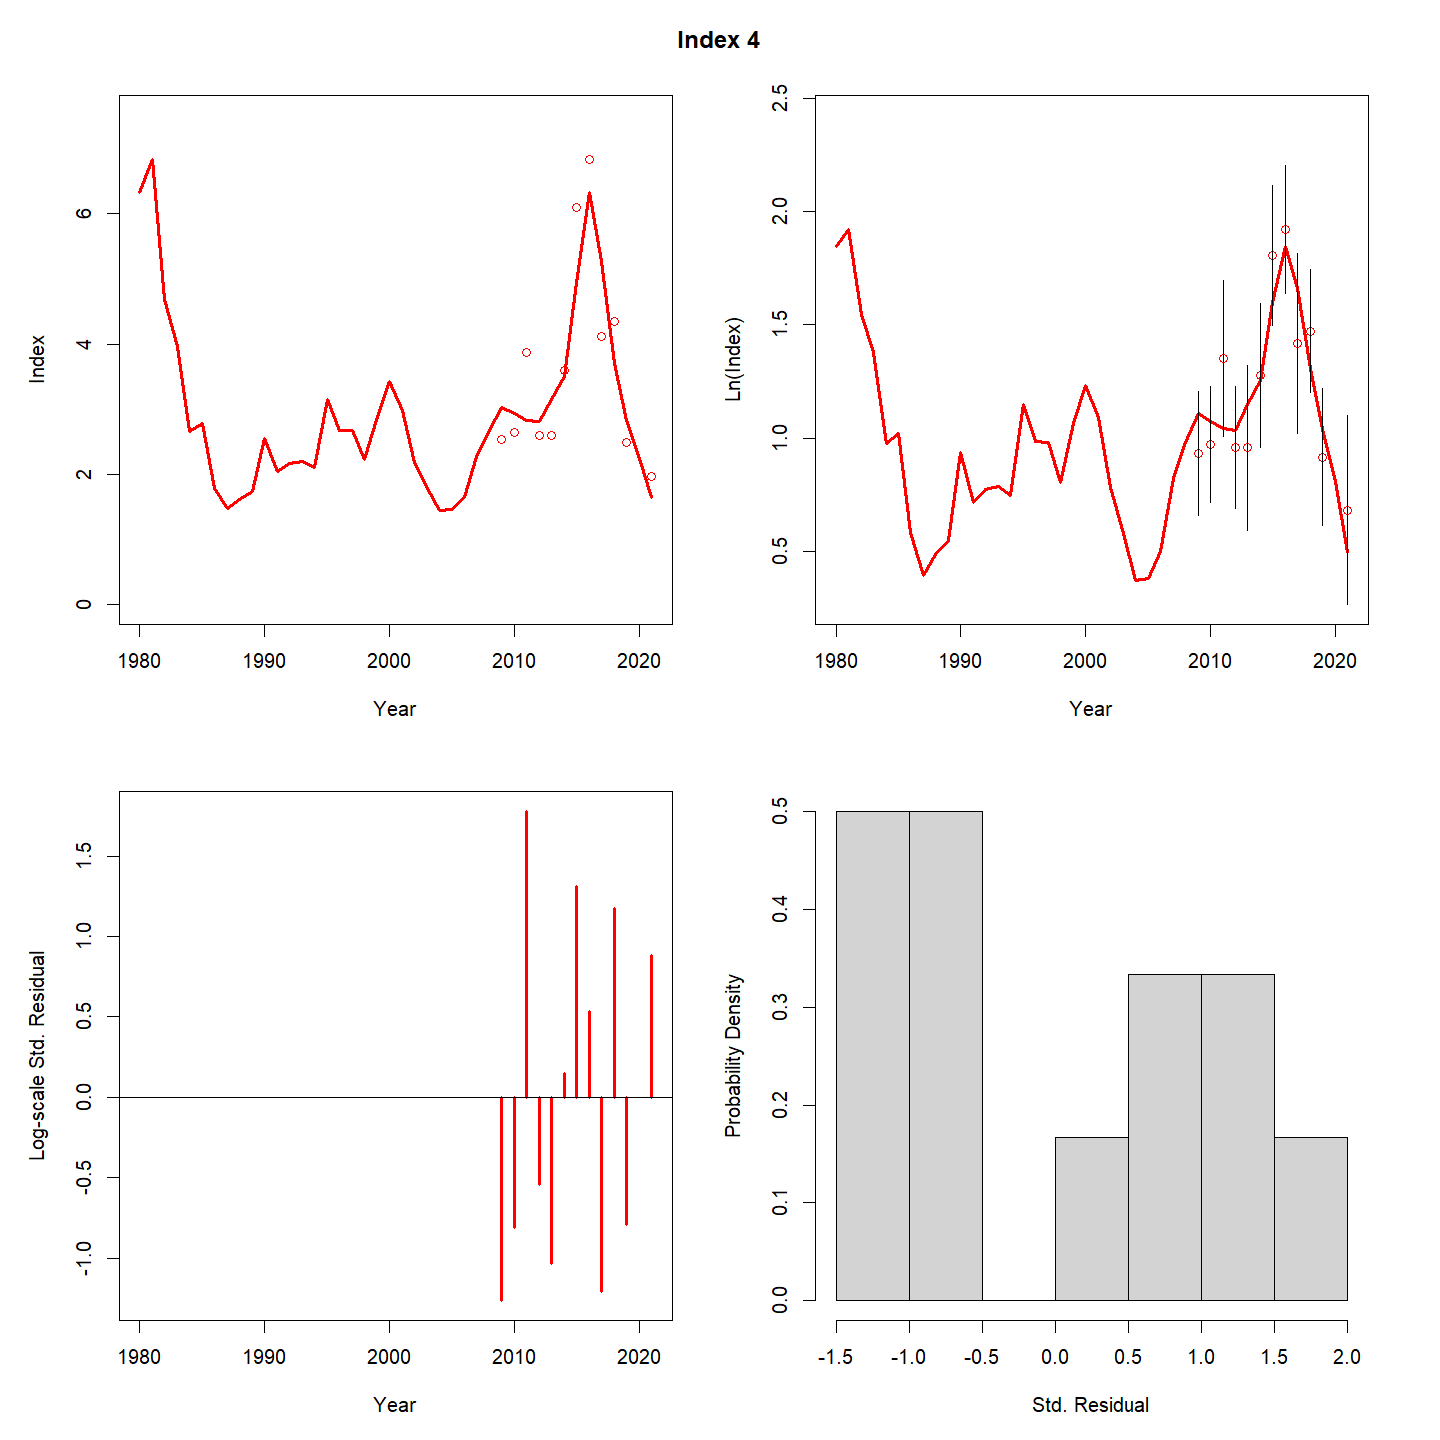 Index 4
Index
0 2 4 6
1980 1990 2000 2010 2020
Year
Ln(Index)
0.5 1.0 1.5 2.0 2.5
1980 1990 2000 2010 2020
Year
Log-scale Std. Residual
-1.0 -0.5 0.0 0.5 1.0 1.5
1980 1990 2000 2010 2020
Year
Probability Density
0.0 0.1 0.2 0.3 0.4 0.5
-1.5 -1.0 -0.5 0.0 0.5 1.0 1.5 2.0
Std. Residual